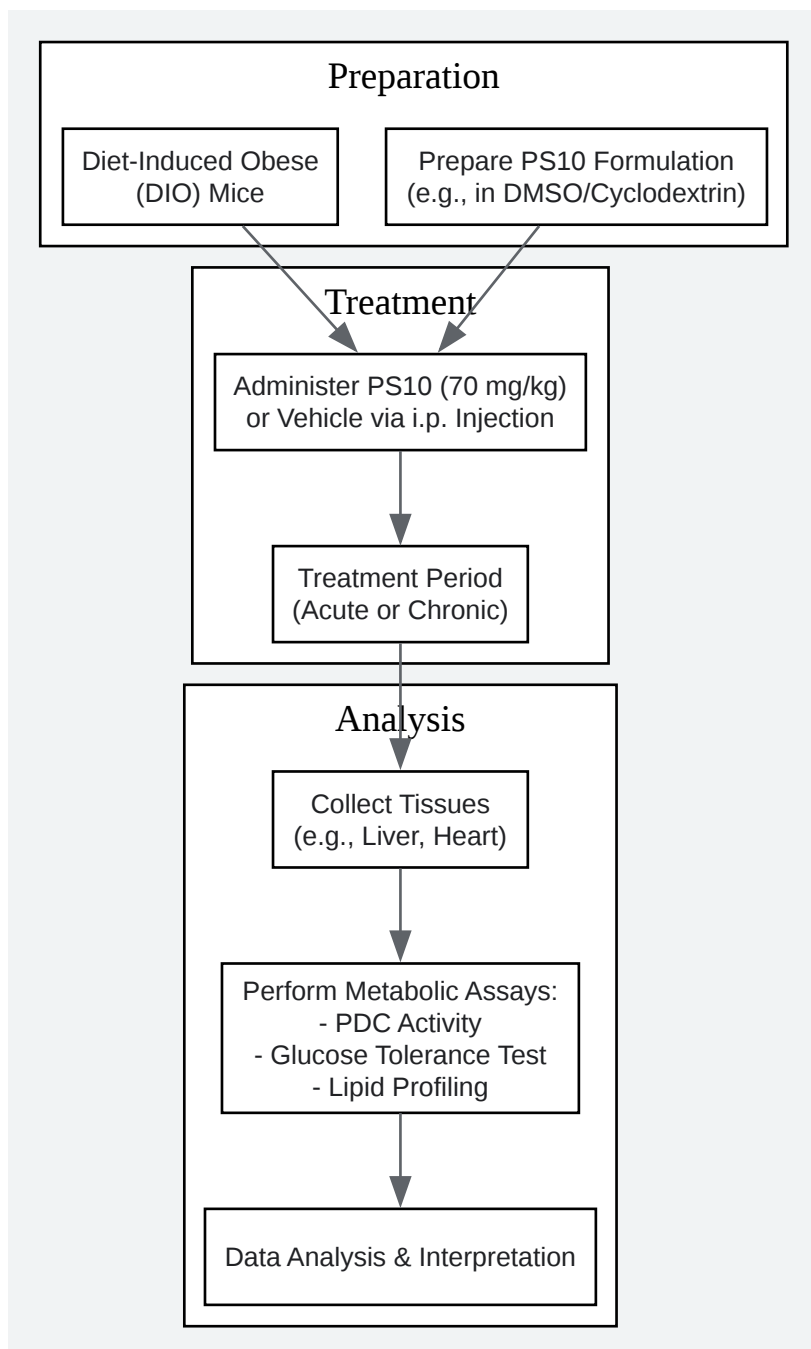 Preparation
Diet-Induced Obese
(DIO) Mice
Prepare PS10 Formulation
(e.g., in DMSO/Cyclodextrin)
Treatment
Administer PS10 (70 mg/kg)
or Vehicle via i.p. Injection
Treatment Period
(Acute or Chronic)
Analysis
Collect Tissues
(e.g., Liver, Heart)
Perform Metabolic Assays:
- PDC Activity
- Glucose Tolerance Test
- Lipid Profiling
Data Analysis & Interpretation